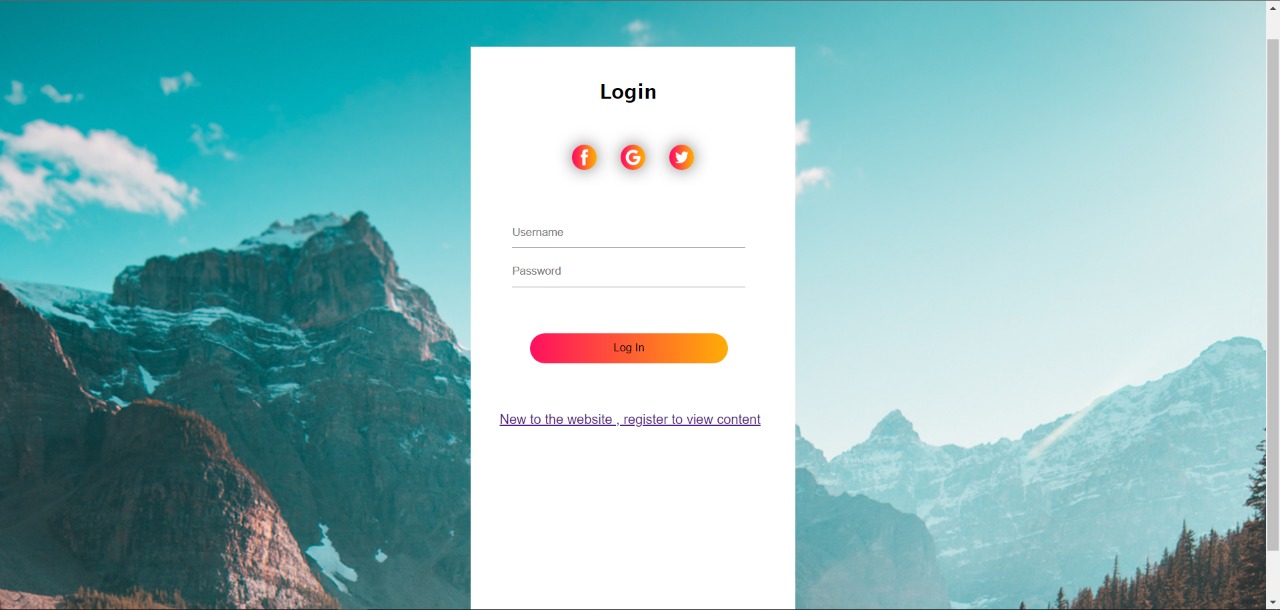 Login
Username
Password
Log In
New to the website , register to view content